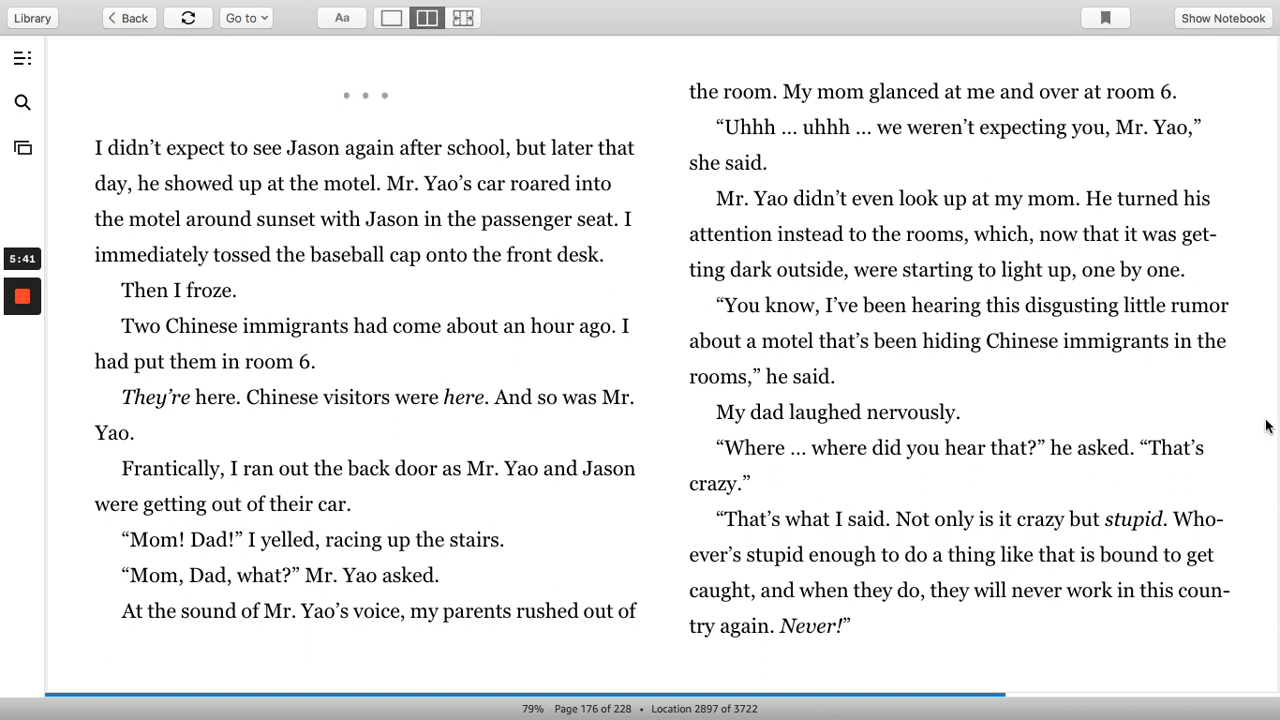 Library
Back
Go to
Aa
Show Notebook
5:41
• • •
I didn’t expect to see Jason again after school, but later that
day, he showed up at the motel. Mr. Yao’s car roared into
the motel around sunset with Jason in the passenger seat. I
immediately tossed the baseball cap onto the front desk.
Then I froze.
Two Chinese immigrants had come about an hour ago. I
had put them in room 6.
They’re here. Chinese visitors were here. And so was Mr.
Yao.
Frantically, I ran out the back door as Mr. Yao and Jason
were getting out of their car.
“Mom! Dad!” I yelled, racing up the stairs.
“Mom, Dad, what?” Mr. Yao asked.
At the sound of Mr. Yao’s voice, my parents rushed out of
the room. My mom glanced at me and over at room 6.
“Uhhh ... uhhh ... we weren’t expecting you, Mr. Yao,”
she said.
Mr. Yao didn’t even look up at my mom. He turned his
attention instead to the rooms, which, now that it was get-
ting dark outside, were starting to light up, one by one.
“You know, I’ve been hearing this disgusting little rumor
about a motel that’s been hiding Chinese immigrants in the
rooms,” he said.
My dad laughed nervously.
“Where ... where did you hear that?” he asked. “That’s
crazy.”
“That’s what I said. Not only is it crazy but stupid. Who-
ever’s stupid enough to do a thing like that is bound to get
caught, and when they do, they will never work in this coun-
try again. Never!”
79% Page 176 of 228 • Location 2897 of 3722